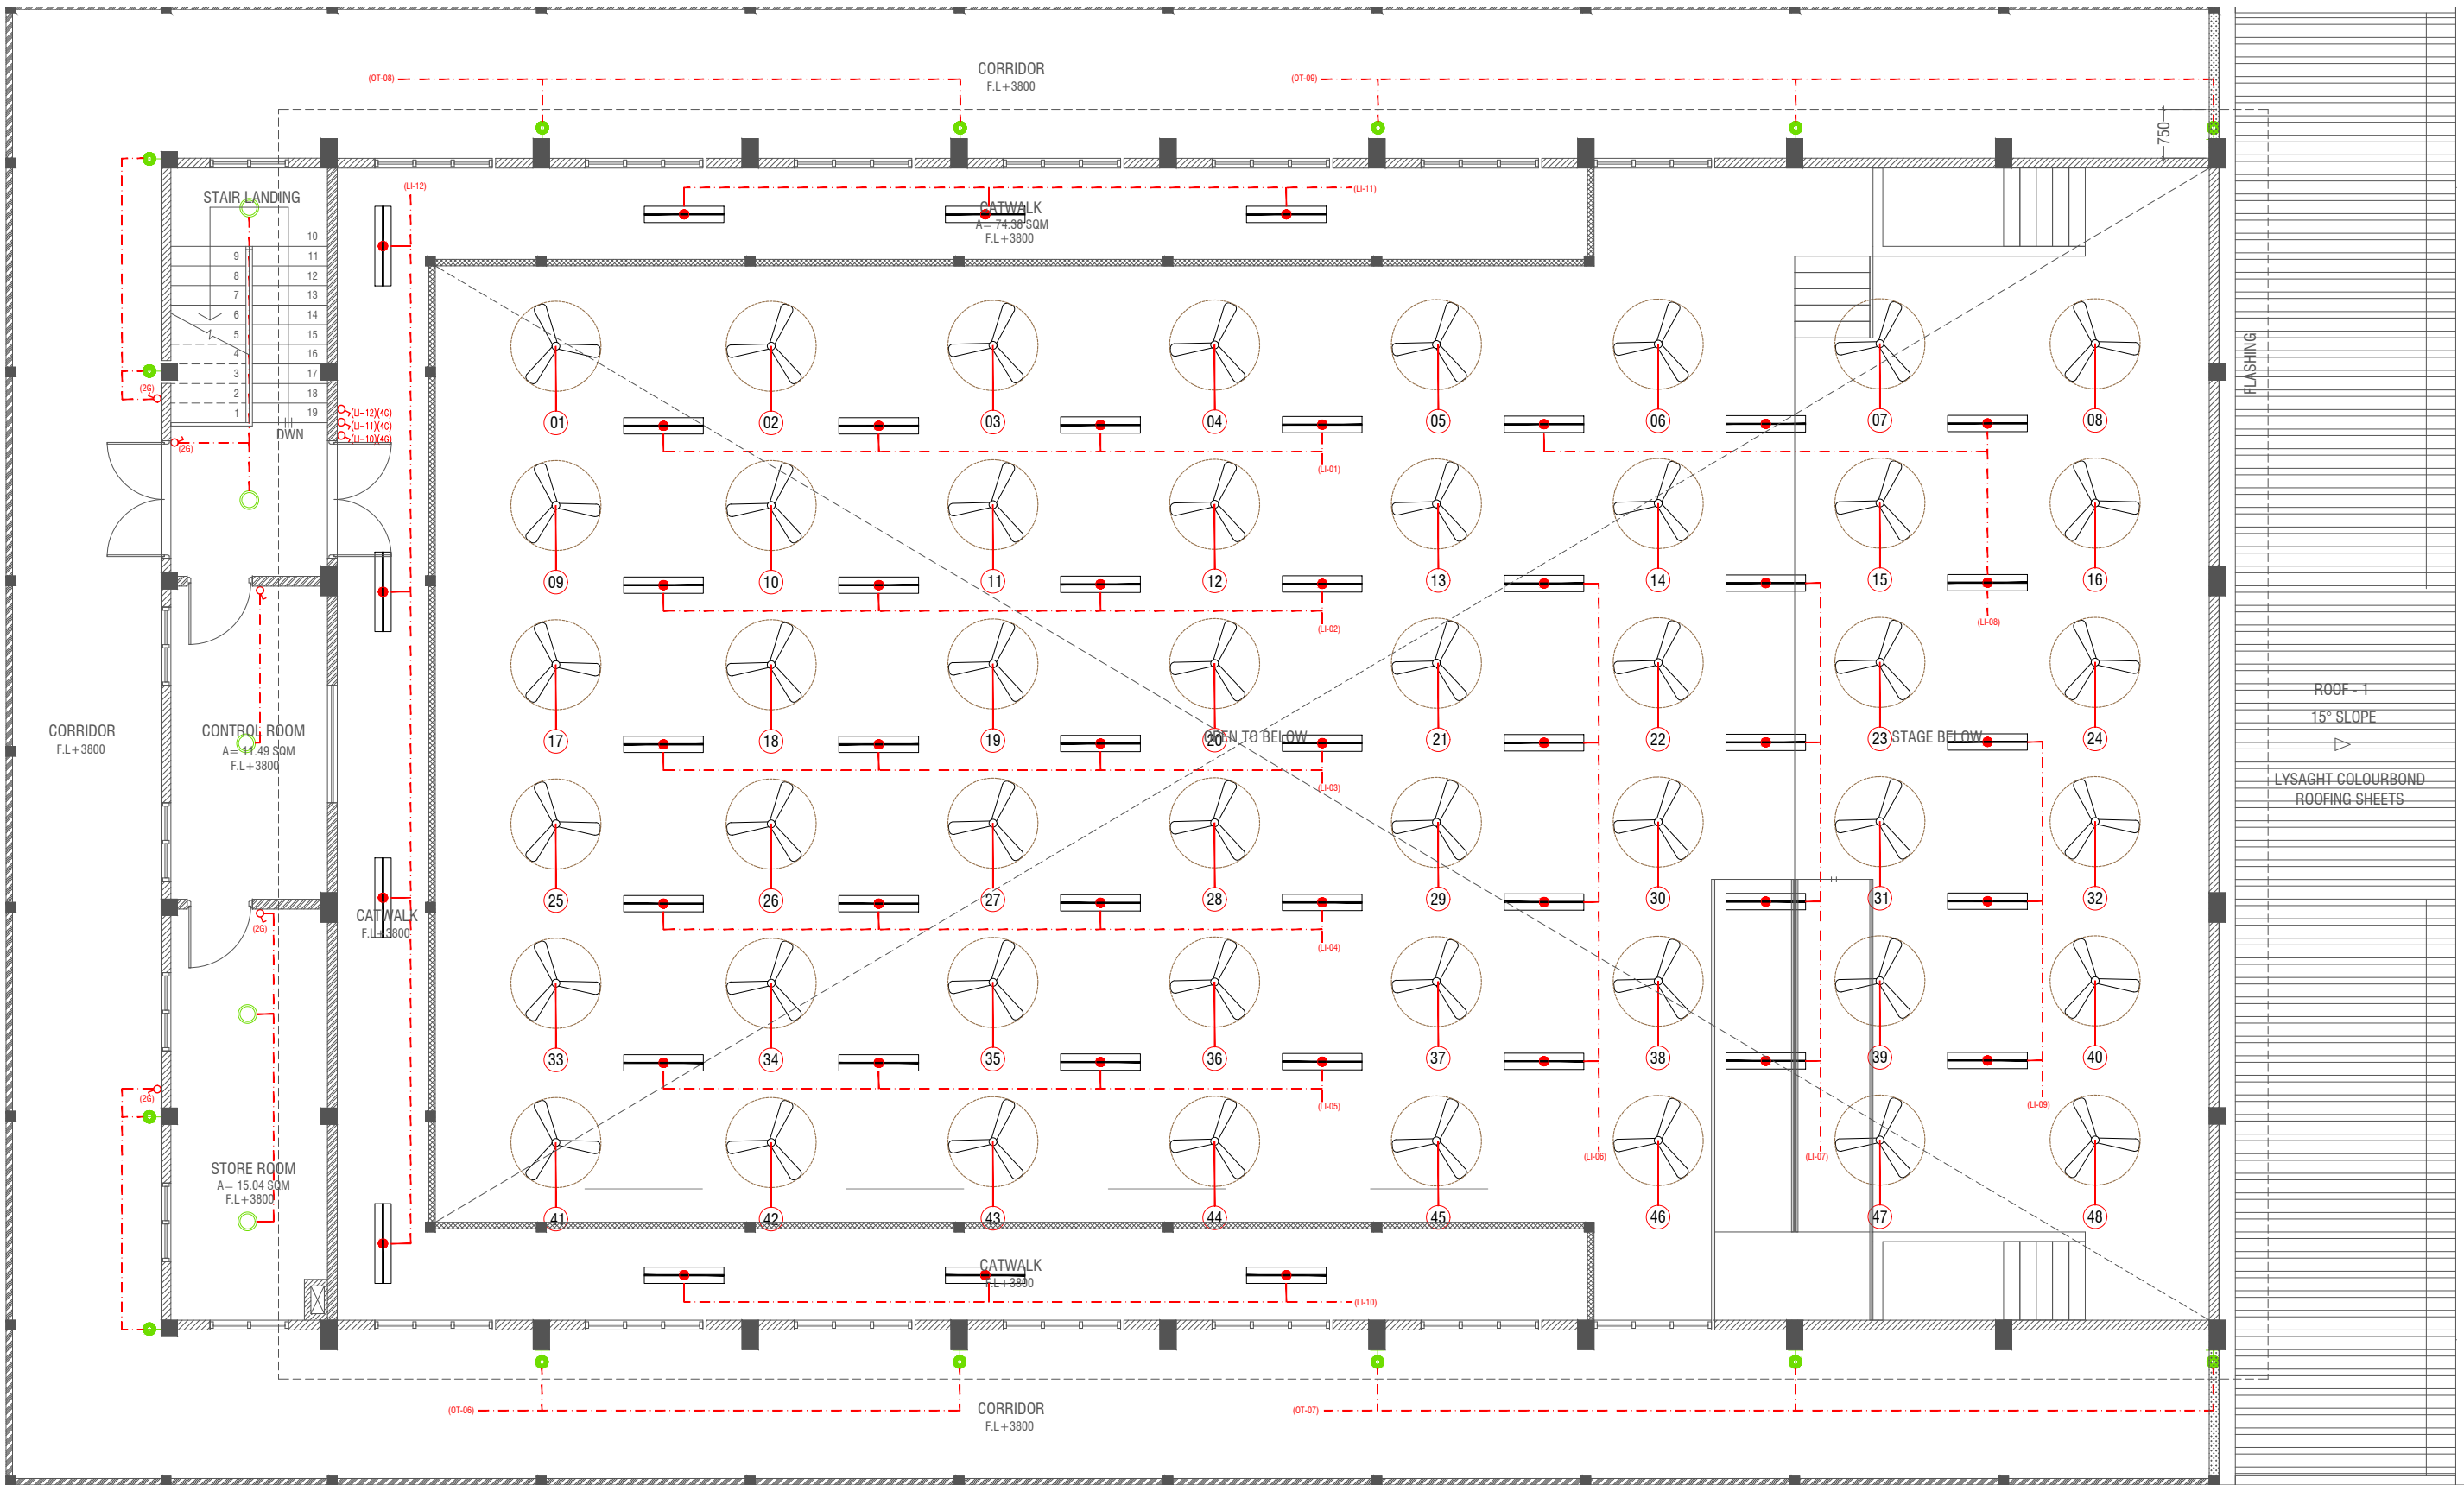 (OT-08)
CORRIDOR
F.L+3800
(OT-09)
750
STAIR LANDING
(LI-12)
(LI-11)
CATWALK
A= 74.38 SQM
F.L+3800
10
9
11
8
12
7
13
6
14
5
15
4
16
3
17
2
18
1
19
DWN
(2G)
(2G)
(LI-12)(4G)
(LI-11)(4G)
(LI-10)(4G)
FLASHING
01
02
03
04
05
06
07
08
(LI-01)
09
10
11
12
13
14
15
16
(LI-02)
(LI-08)
CORRIDOR
F.L+3800
CONTROL ROOM
A= 11.49 SQM
F.L+3800
17
18
19
20
OPEN TO BELOW
21
22
23
STAGE BELOW
24
(LI-03)
ROOF - 1
15° SLOPE
LYSAGHT COLOURBOND
ROOFING SHEETS
25
26
27
28
29
30
31
32
(2G)
CATWALK
F.L+3800
(LI-04)
33
34
35
36
37
38
39
40
(2G)
(LI-05)
(LI-09)
(LI-06)
(LI-07)
STORE ROOM
A= 15.04 SQM
F.L+3800
41
42
43
44
45
46
47
48
CATWALK
F.L+3800
(LI-10)
(OT-06)
CORRIDOR
F.L+3800
(OT-07)